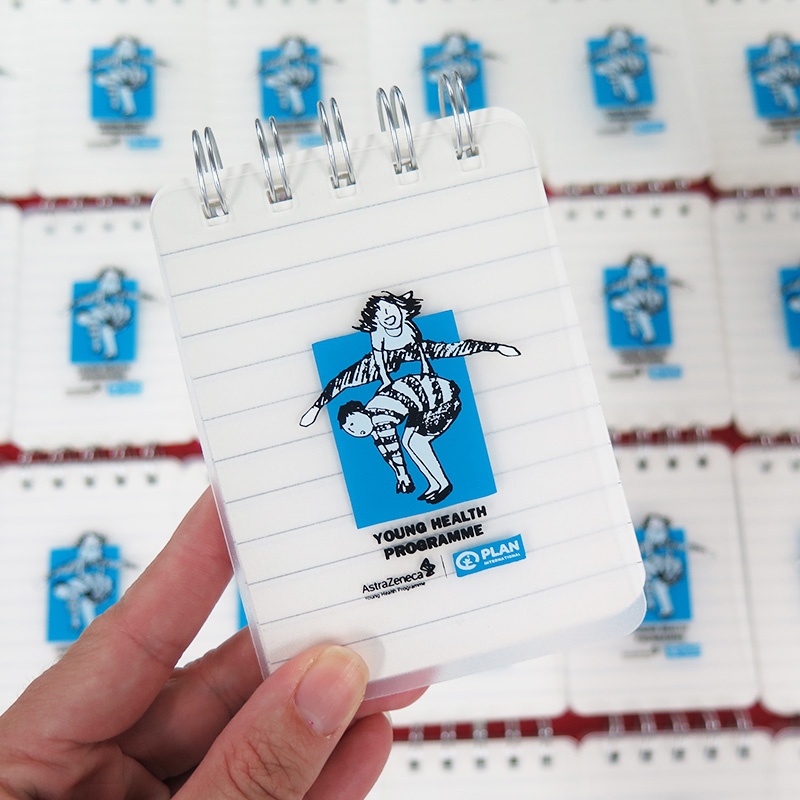 YOUNG HEALTH
PROGRAMME
AstraZeneca
Young Health Programme
PLAN
INTERNATIONAL